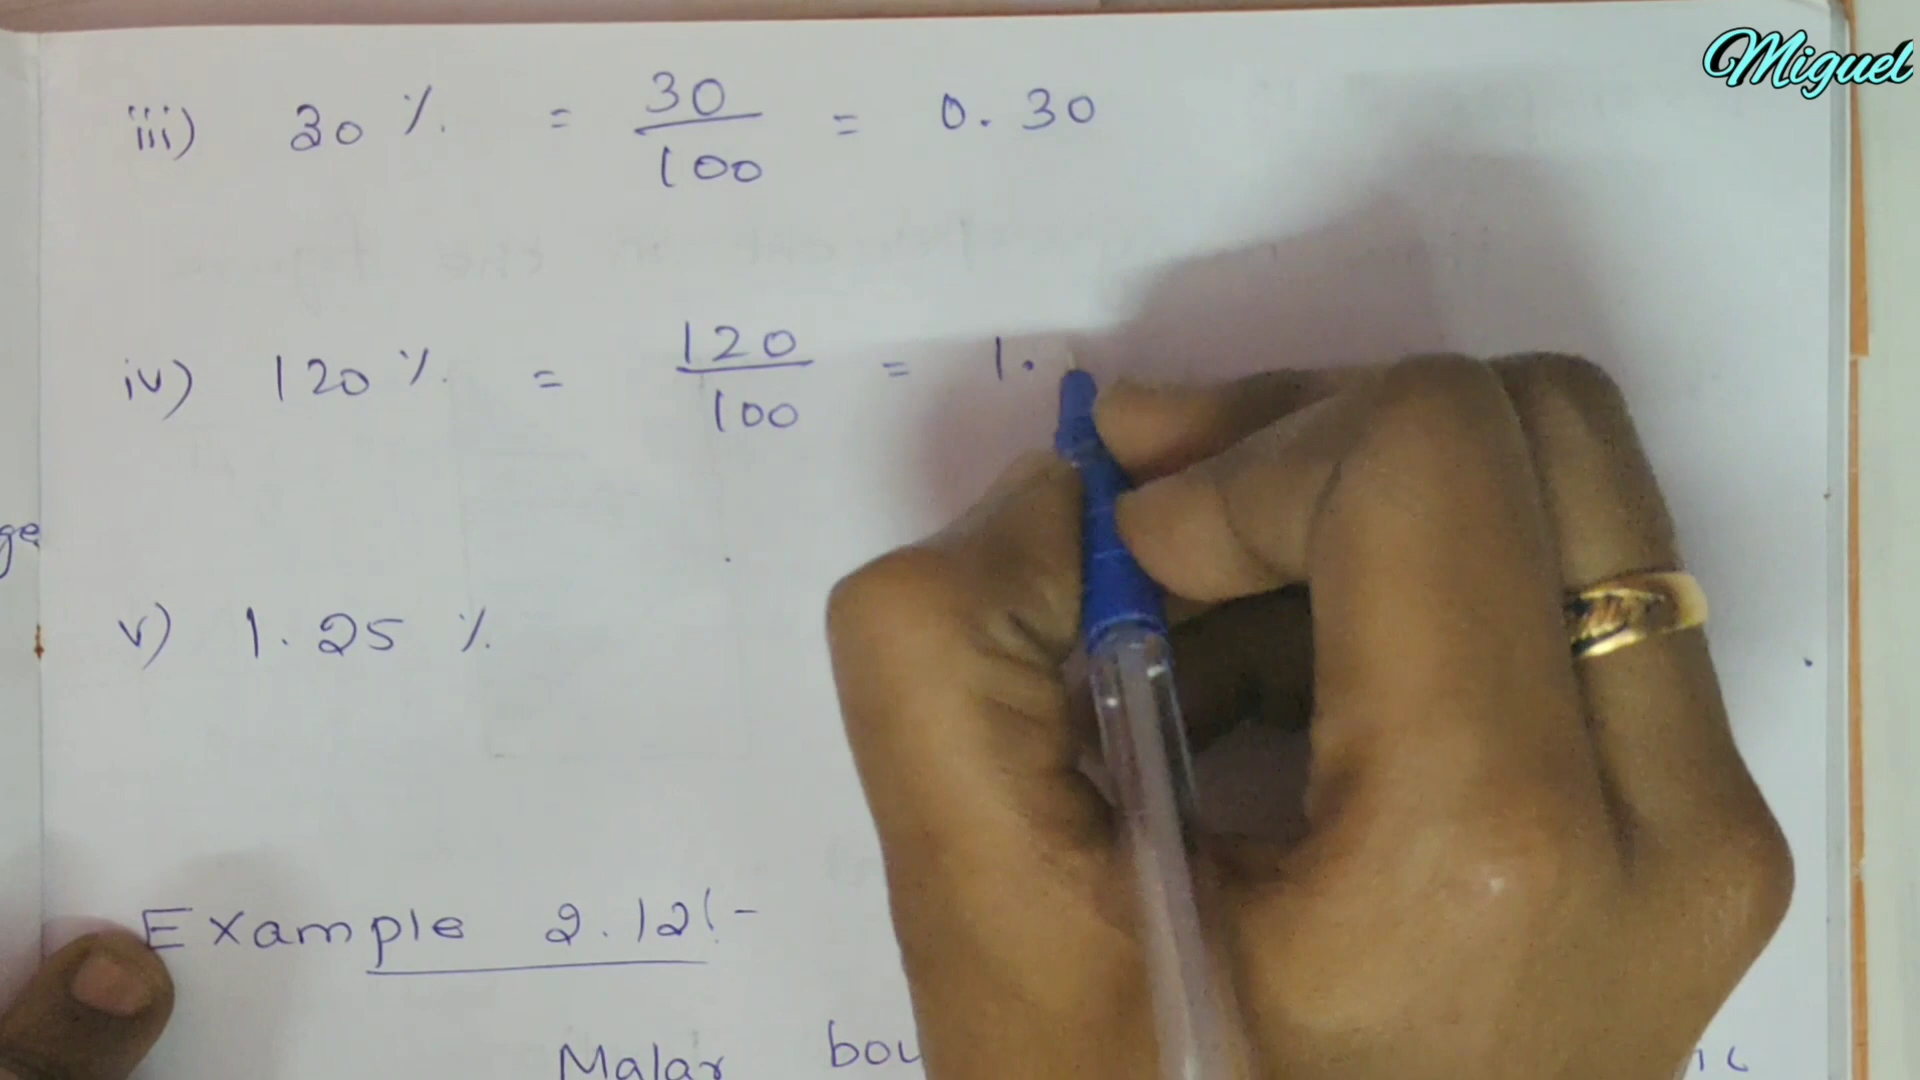 Miguel
iii) 30 % = 30/100 = 0.30
iv) 120 % = 120/100 = 1.
ge
v) 1.25 %
Example 2.12:-
Malar bou